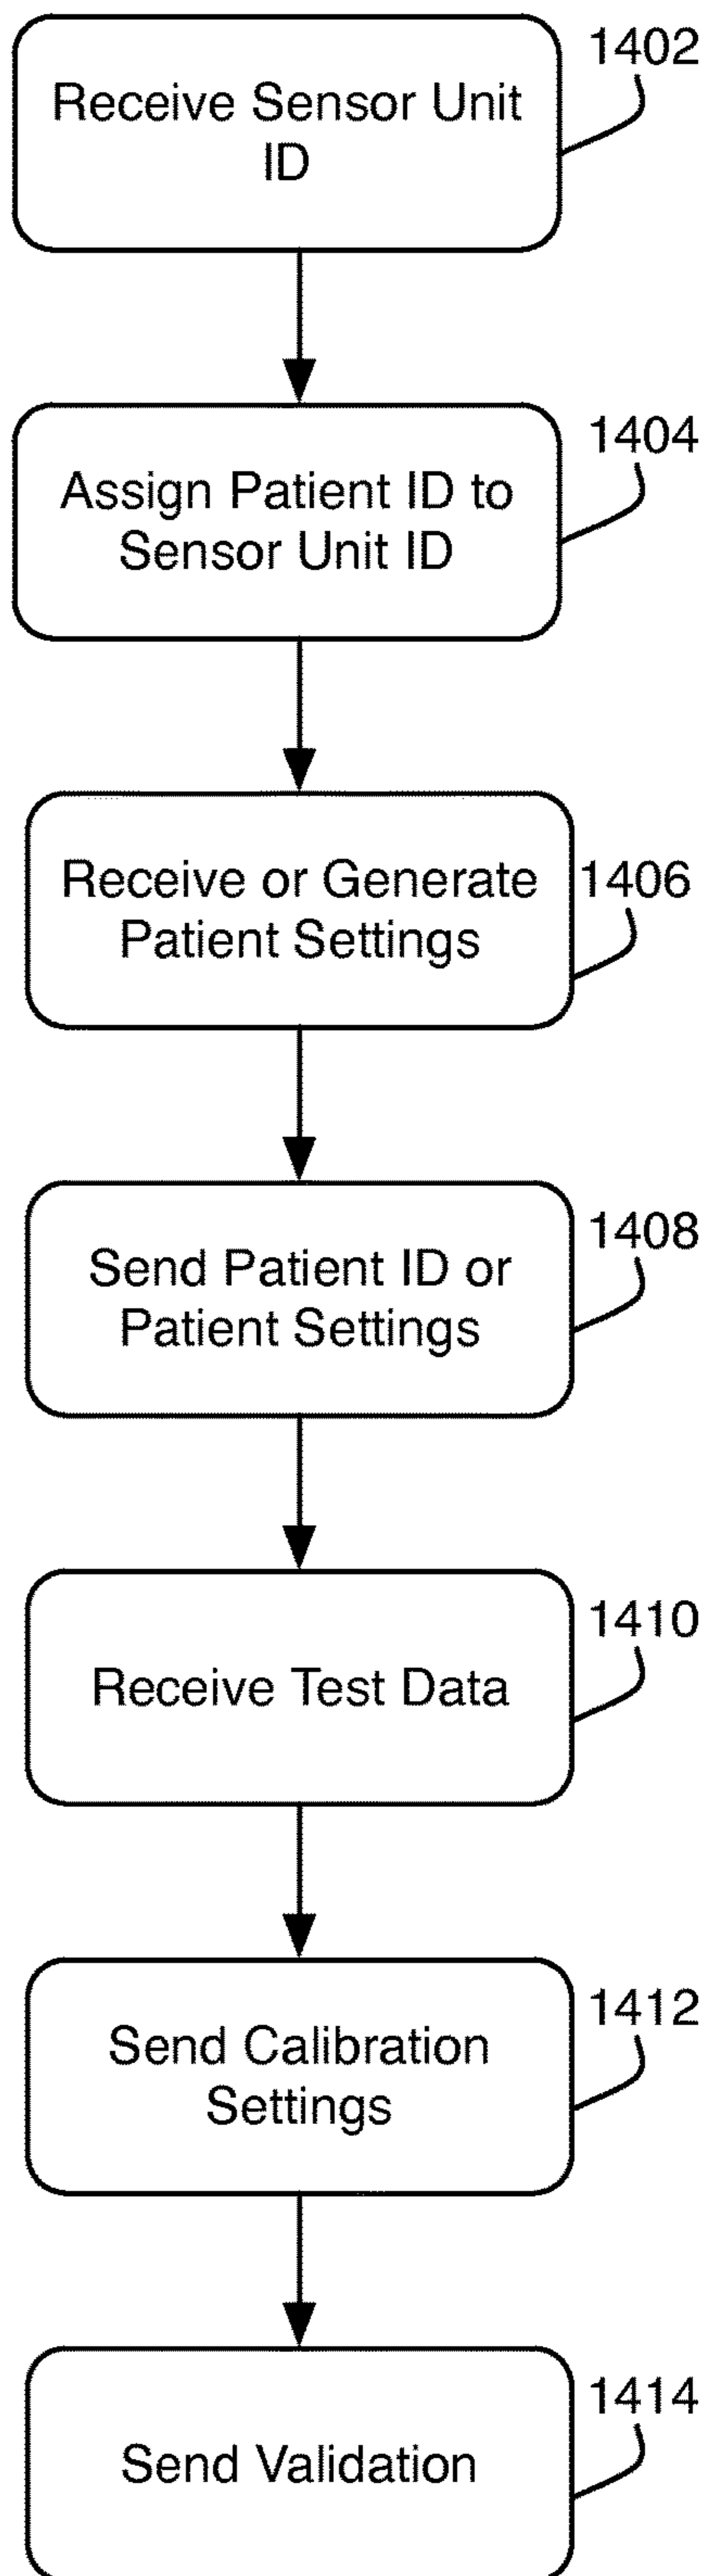 1402
Receive Sensor Unit
ID
1404
Assign Patient ID to
Sensor Unit ID
1406
Receive or Generate
Patient Settings
1408
Send Patient ID or
Patient Settings
1410
Receive Test Data
1412
Send Calibration
Settings
1414
Send Validation